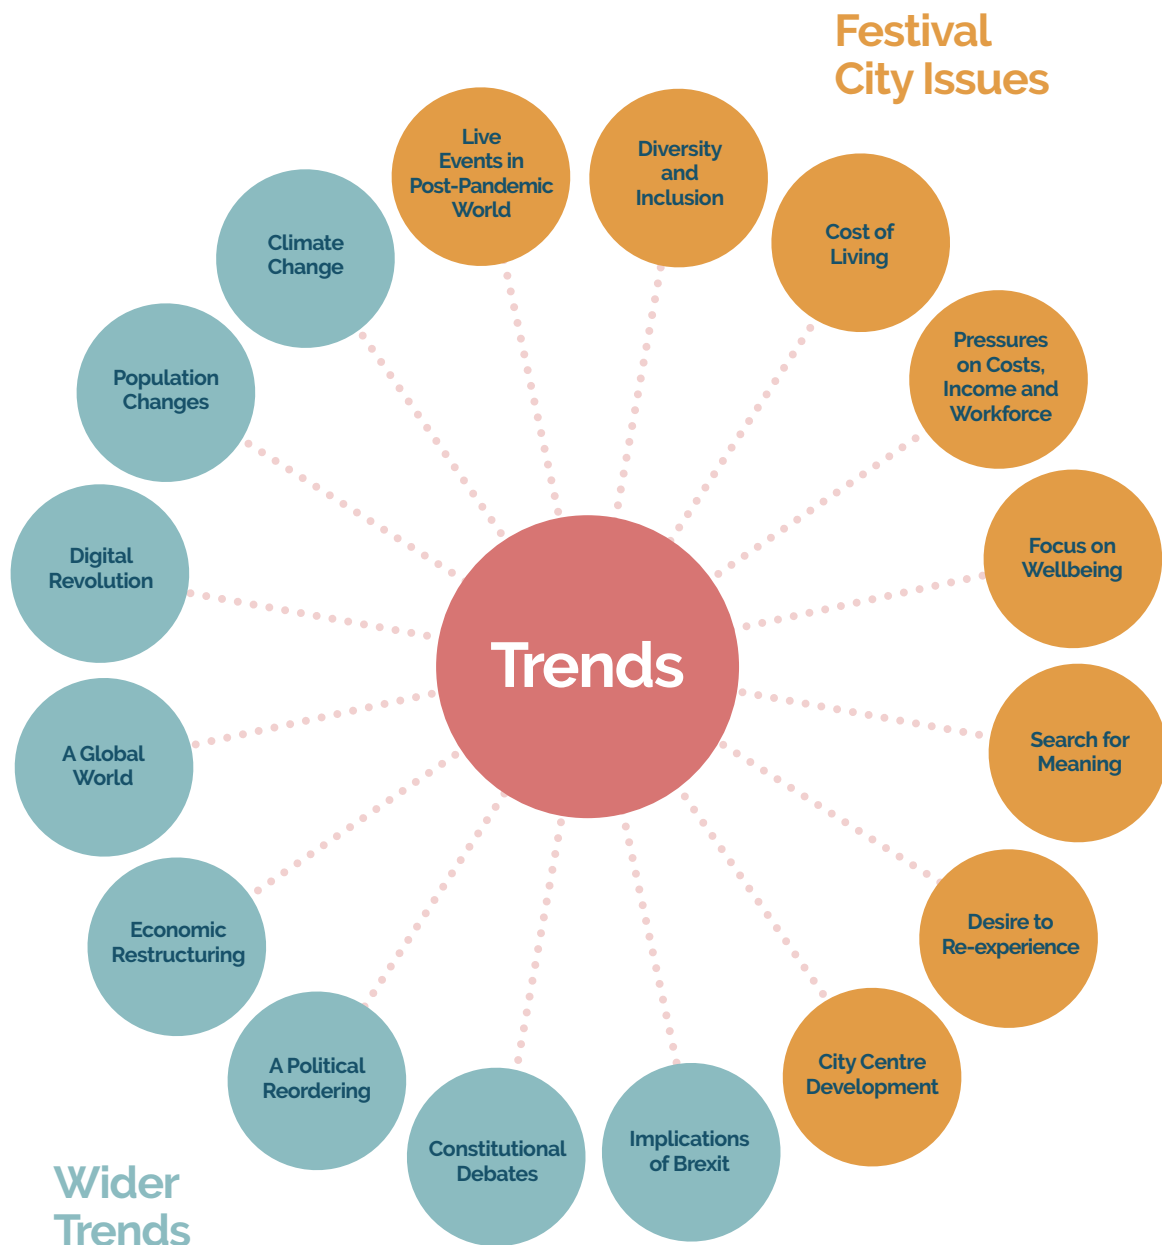 Festival
City Issues
Live
Events in
Post-Pandemic
World
Diversity
and
Inclusion
Cost of
Living
Pressures
on Costs,
Income and
Workforce
Focus on
Wellbeing
Search for
Meaning
Desire to
Re-experience
City Centre
Development
Implications
of Brexit
Constitutional
Debates
A Political
Reordering
Economic
Restructuring
A Global
World
Digital
Revolution
Population
Changes
Climate
Change
Trends
Wider
Trends